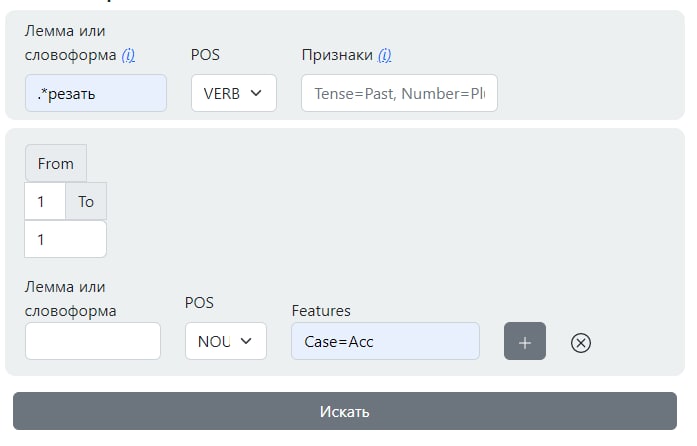 Лемма или
словоформа (i)
POS
Признаки (i)
.*резать
VERB
Tense=Past, Number=Pl
From
1
To
1
Лемма или
словоформа
POS
Features
NOU
Case=Acc
+
Искать